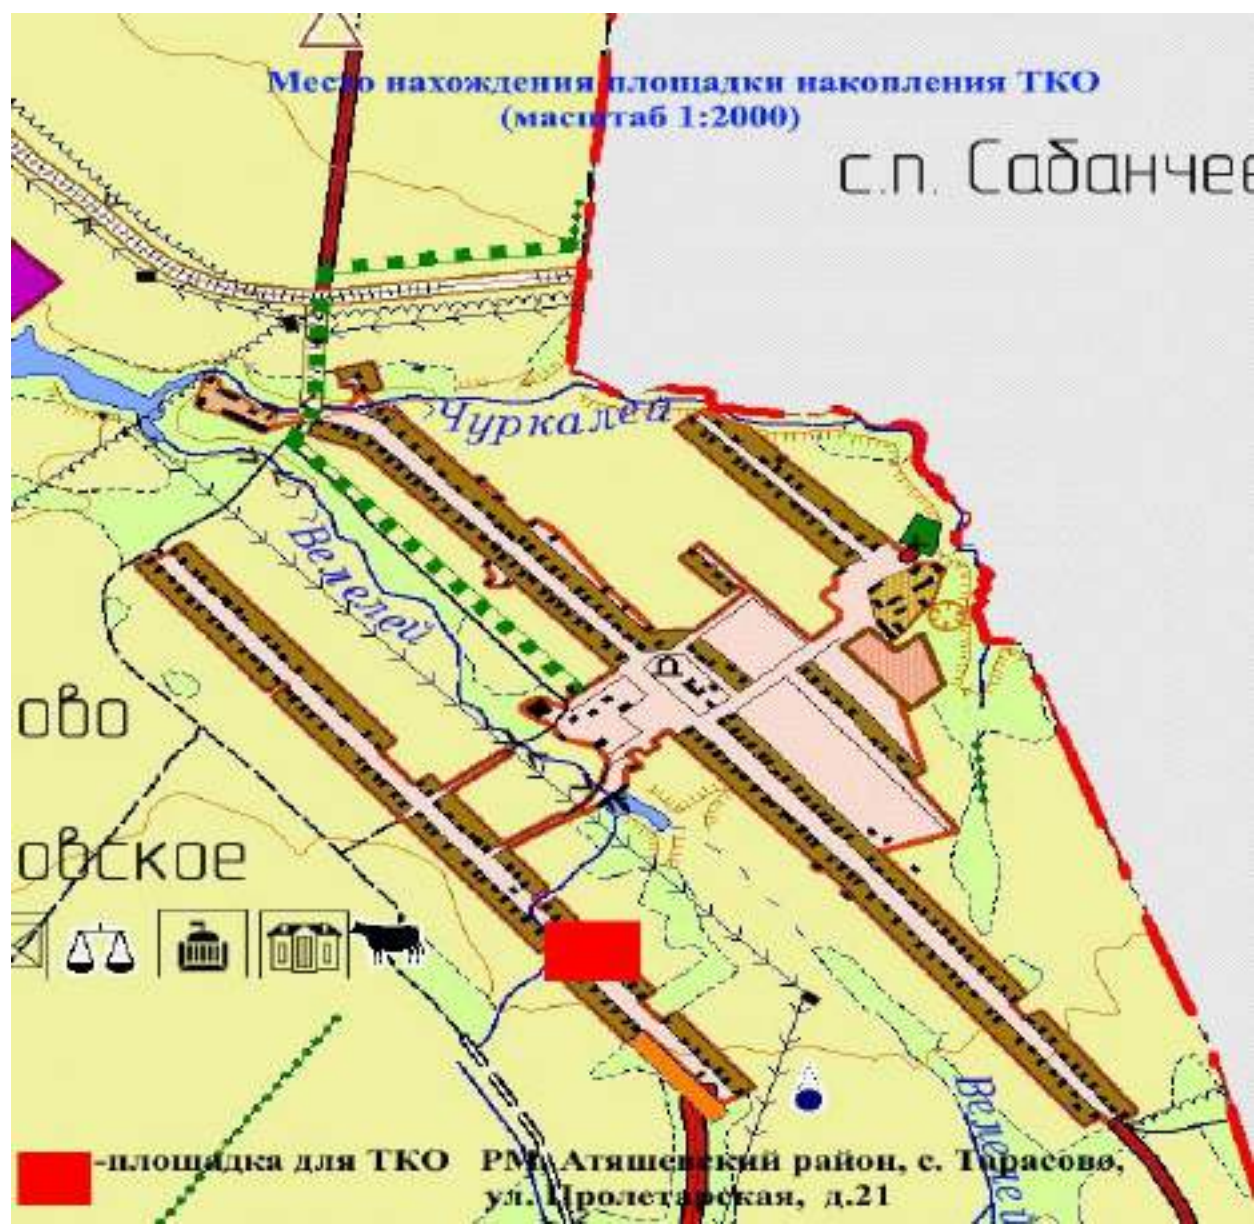 Место нахождения площадки накопления ТКО
(масштаб 1:2000)
с.п. Сабанчее
Чуркалей
Велелей
П
ово
овское
Велелей
-площадка для ТКО РМ, Атяшевский район, с. Тарасово,
ул. Пролетарская, д.21